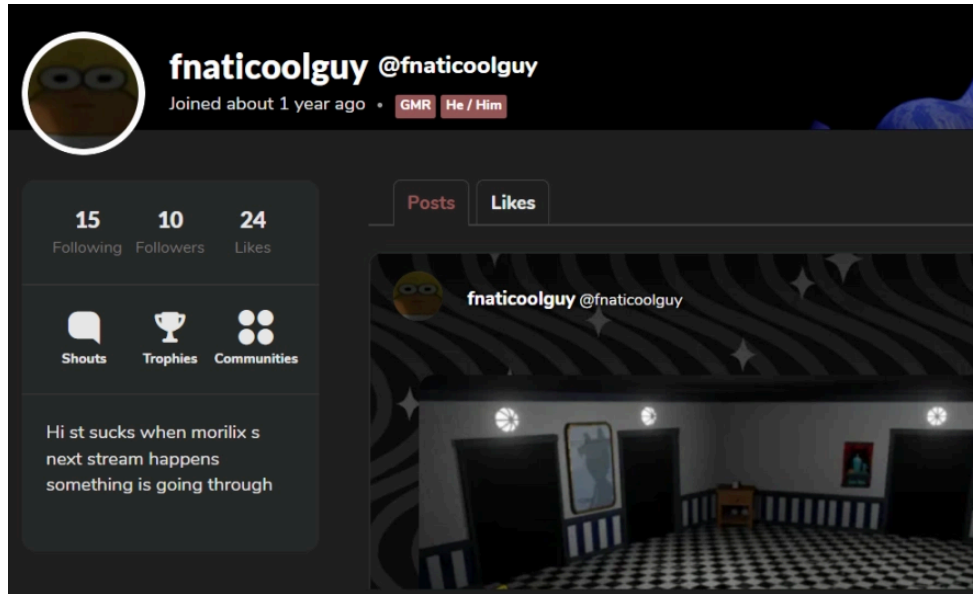 fnaticoolguy @fnaticoolguy
Joined about 1 year ago • GMR He / Him
15 10 24
Following Followers Likes
Shouts Trophies Communities
Hi st sucks when morilix s
next stream happens
something is going through
Posts Likes
fnaticoolguy @fnaticoolguy